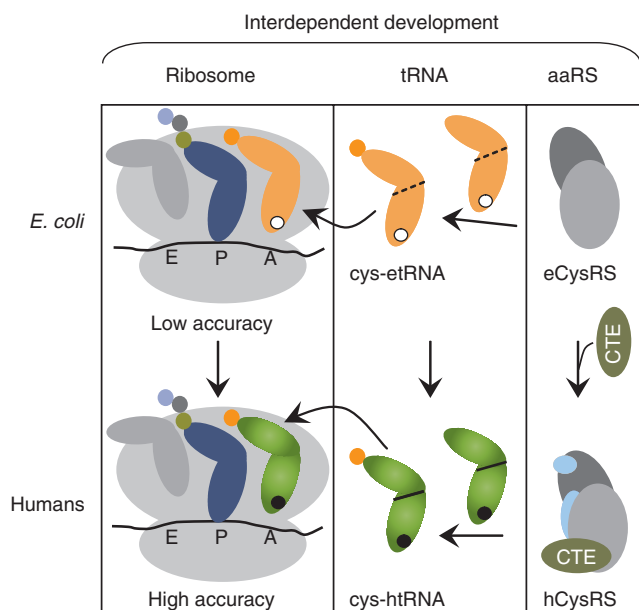 Interdependent development
Ribosome tRNA aaRS
E. coli
E P A
cys-etRNA eCysRS
Low accuracy
CTE
Humans
E P A
CTE
High accuracy cys-htRNA hCysRS